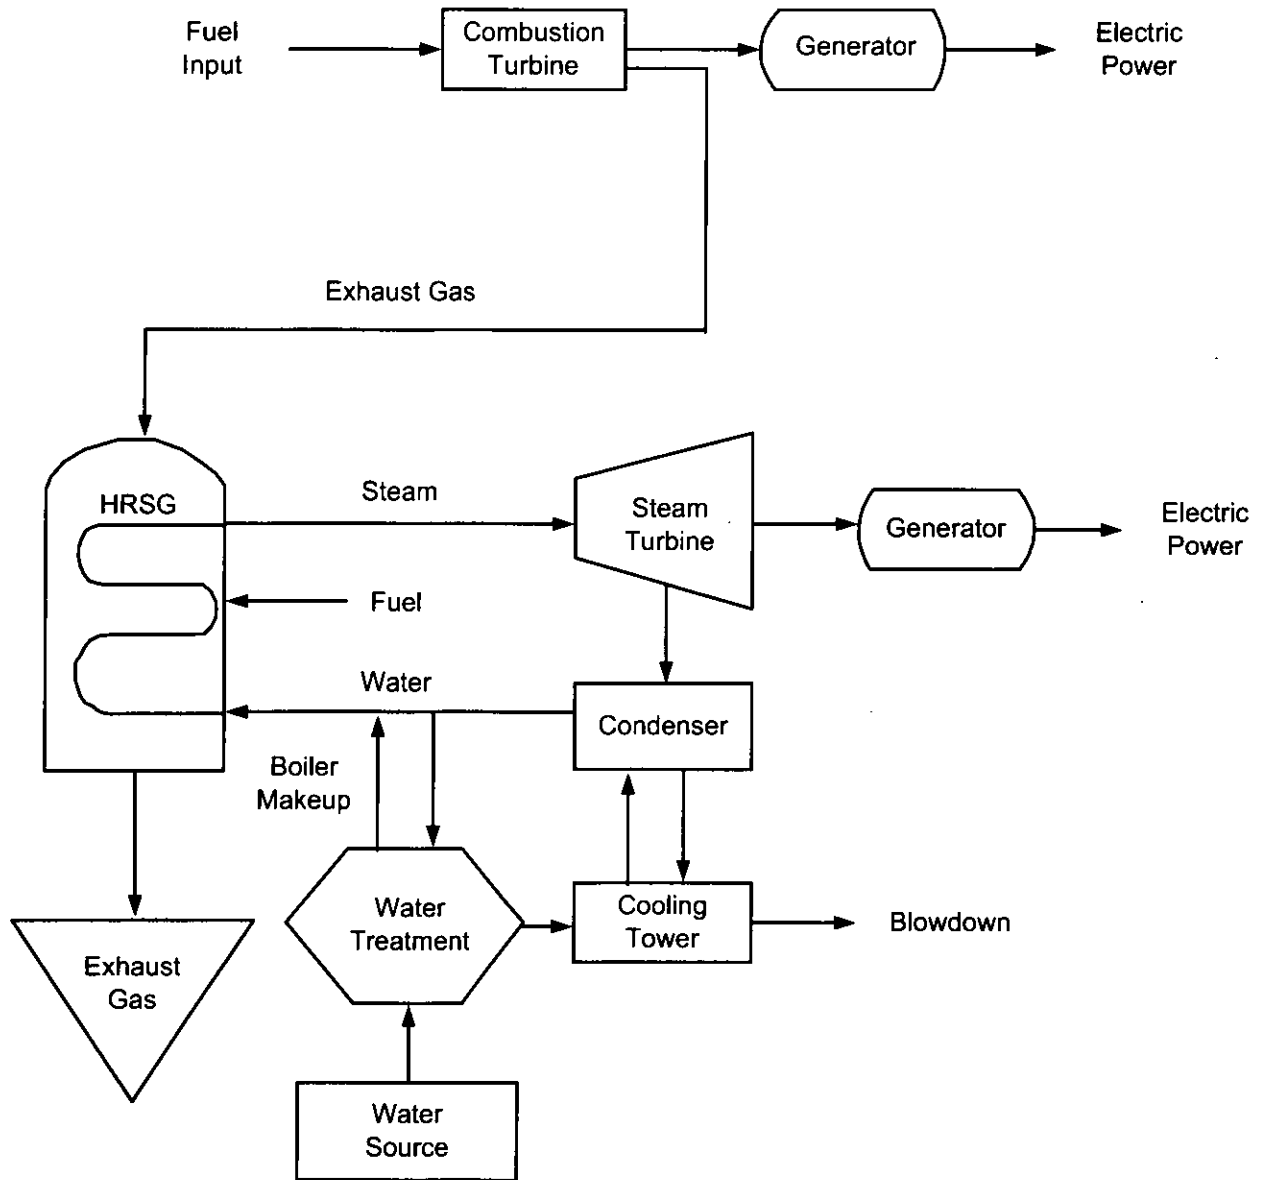 Fuel
Input
Combustion
Turbine
Generator
Electric
Power
Exhaust Gas
HRSG
Steam
Steam
Turbine
Generator
Electric
Power
Fuel
Water
Condenser
Boiler
Makeup
Water
Treatment
Cooling
Tower
Blowdown
Exhaust
Gas
Water
Source